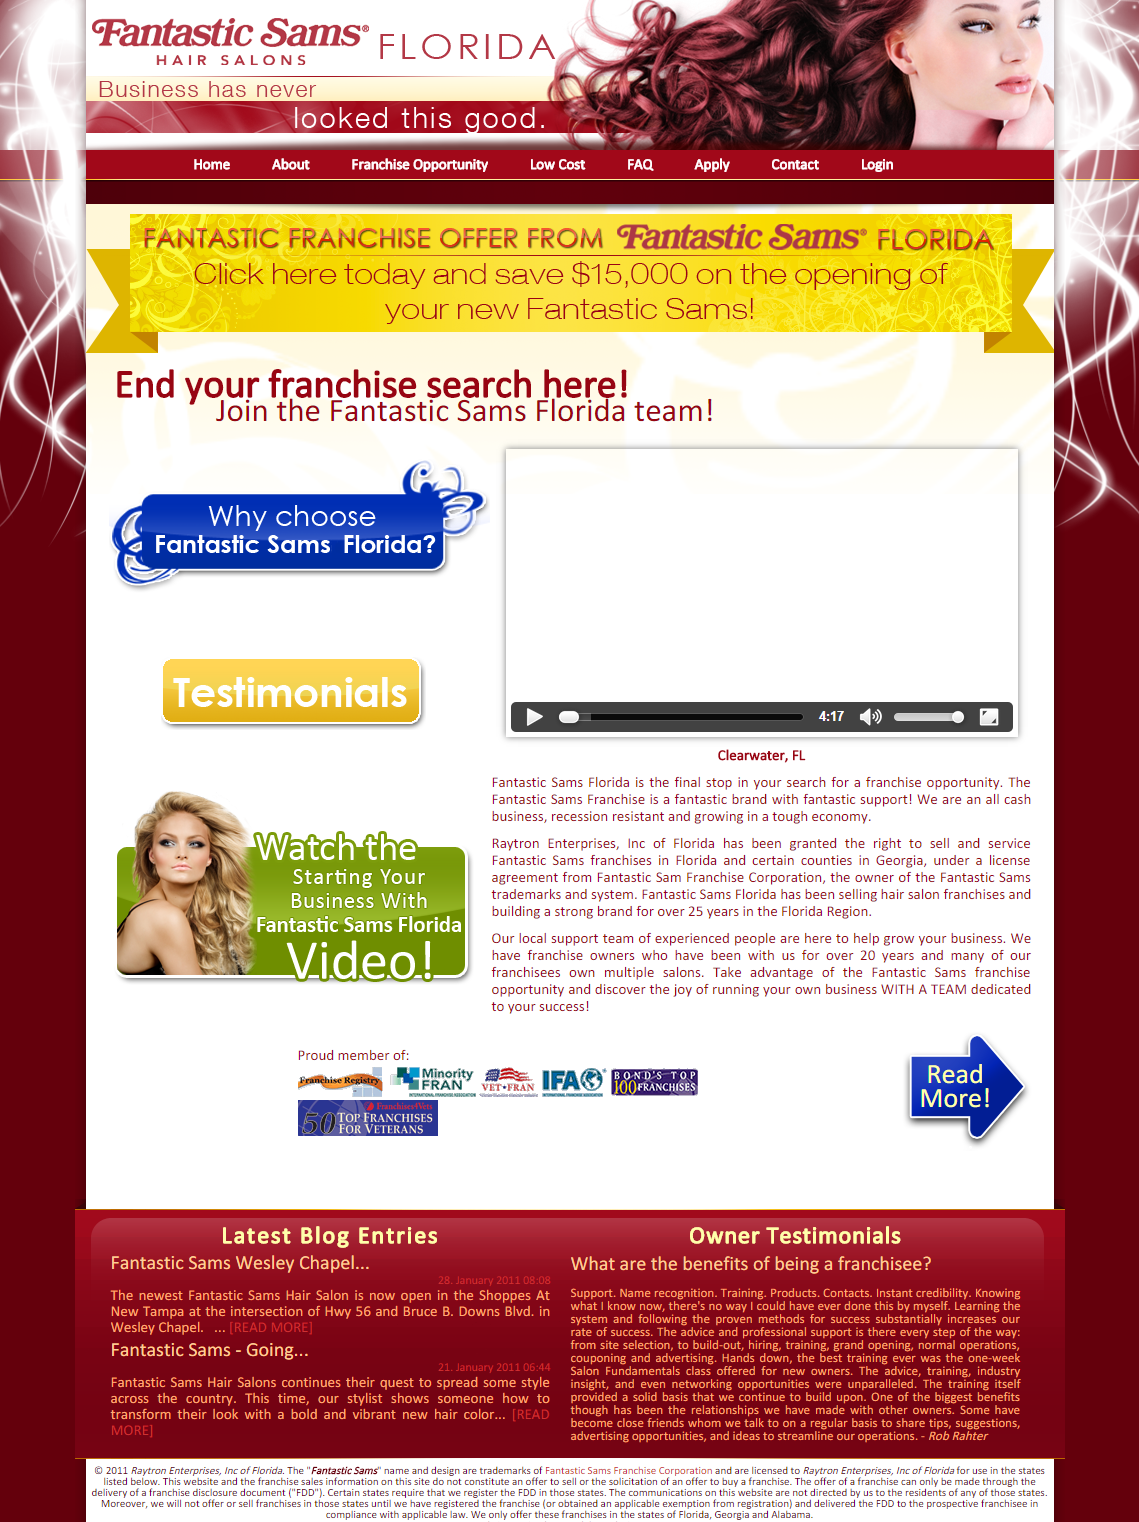 Fantastic Sams®
HAIR SALONS
FLORIDA
Business has never
looked this good.
Home About Franchise Opportunity Low Cost FAQ Apply Contact Login
FANTASTIC FRANCHISE OFFER FROM Fantastic Sams® FLORIDA
Click here today and save $15,000 on the opening of
your new Fantastic Sams!
End your franchise search here!
Join the Fantastic Sams Florida team!
Why choose
Fantastic Sams Florida?
Testimonials
Watch the
Starting Your
Business With
Fantastic Sams Florida
Video!
4:17
Clearwater, FL
Fantastic Sams Florida is the final stop in your search for a franchise opportunity. The
Fantastic Sams Franchise is a fantastic brand with fantastic support! We are an all cash
business, recession resistant and growing in a tough economy.
Raytron Enterprises, Inc of Florida has been granted the right to sell and service
Fantastic Sams franchises in Florida and certain counties in Georgia, under a license
agreement from Fantastic Sam Franchise Corporation, the owner of the Fantastic Sams
trademarks and system. Fantastic Sams Florida has been selling hair salon franchises and
building a strong brand for over 25 years in the Florida Region.
Our local support team of experienced people are here to help grow your business. We
have franchise owners who have been with us for over 20 years and many of our
franchisees own multiple salons. Take advantage of the Fantastic Sams franchise
opportunity and discover the joy of running your own business WITH A TEAM dedicated
to your success!
Proud member of:
Franchise Registry
Minority
FRAN
INTERNATIONAL FRANCHISE ASSOCIATION
VET★FRAN
IFA
INTERNATIONAL FRANCHISE ASSOCIATION
BOND'S TOP
100 FRANCHISES
Franchises4Vets
50 TOP FRANCHISES
FOR VETERANS
Read
More!
Latest Blog Entries
Fantastic Sams Wesley Chapel...
28. January 2011 08:08
The newest Fantastic Sams Hair Salon is now open in the Shoppes At
New Tampa at the intersection of Hwy 56 and Bruce B. Downs Blvd. in
Wesley Chapel. ... [READ MORE]
Fantastic Sams - Going...
21. January 2011 06:44
Fantastic Sams Hair Salons continues their quest to spread some style
across the country. This time, our stylist shows someone how to
transform their look with a bold and vibrant new hair color... [READ
MORE]
Owner Testimonials
What are the benefits of being a franchisee?
Support. Name recognition. Training. Products. Contacts. Instant credibility. Knowing
what I know now, there's no way I could have ever done this by myself. Learning the
system and following the proven methods for success substantially increases our
rate of success. The advice and professional support is there every step of the way:
from site selection, to build-out, hiring, training, grand opening, normal operations,
couponing and advertising. Hands down, the best training ever was the one-week
Salon Fundamentals class offered for new owners. The advice, training, industry
insight, and even networking opportunities were unparalleled. The training itself
provided a solid basis that we continue to build upon. One of the biggest benefits
though has been the relationships we have made with other owners. Some have
become close friends whom we talk to on a regular basis to share tips, suggestions,
advertising opportunities, and ideas to streamline our operations. - Rob Rahter
© 2011 Raytron Enterprises, Inc of Florida. The "Fantastic Sams" name and design are trademarks of Fantastic Sams Franchise Corporation and are licensed to Raytron Enterprises, Inc of Florida for use in the states
listed below. This website and the franchise sales information on this site do not constitute an offer to sell or the solicitation of an offer to buy a franchise. The offer of a franchise can only be made through the
delivery of a franchise disclosure document ("FDD"). Certain states require that we register the FDD in those states. The communications on this website are not directed by us to the residents of any of those states.
Moreover, we will not offer or sell franchises in those states until we have registered the franchise (or obtained an applicable exemption from registration) and delivered the FDD to the prospective franchisee in
compliance with applicable law. We only offer these franchises in the states of Florida, Georgia and Alabama.